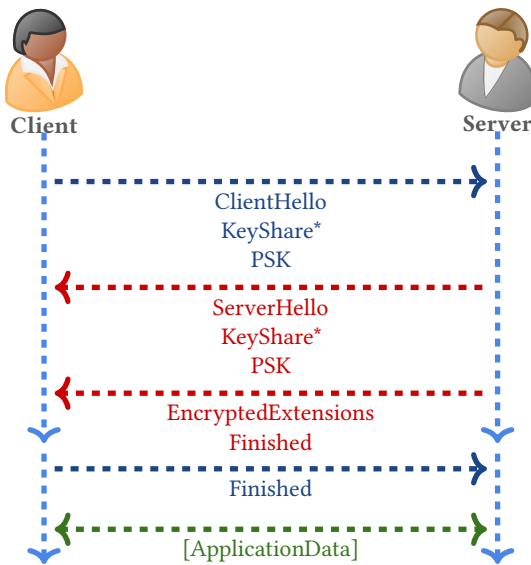 Client
Server
ClientHello
KeyShare*
PSK
ServerHello
KeyShare*
PSK
EncryptedExtensions
Finished
Finished
[ApplicationData]